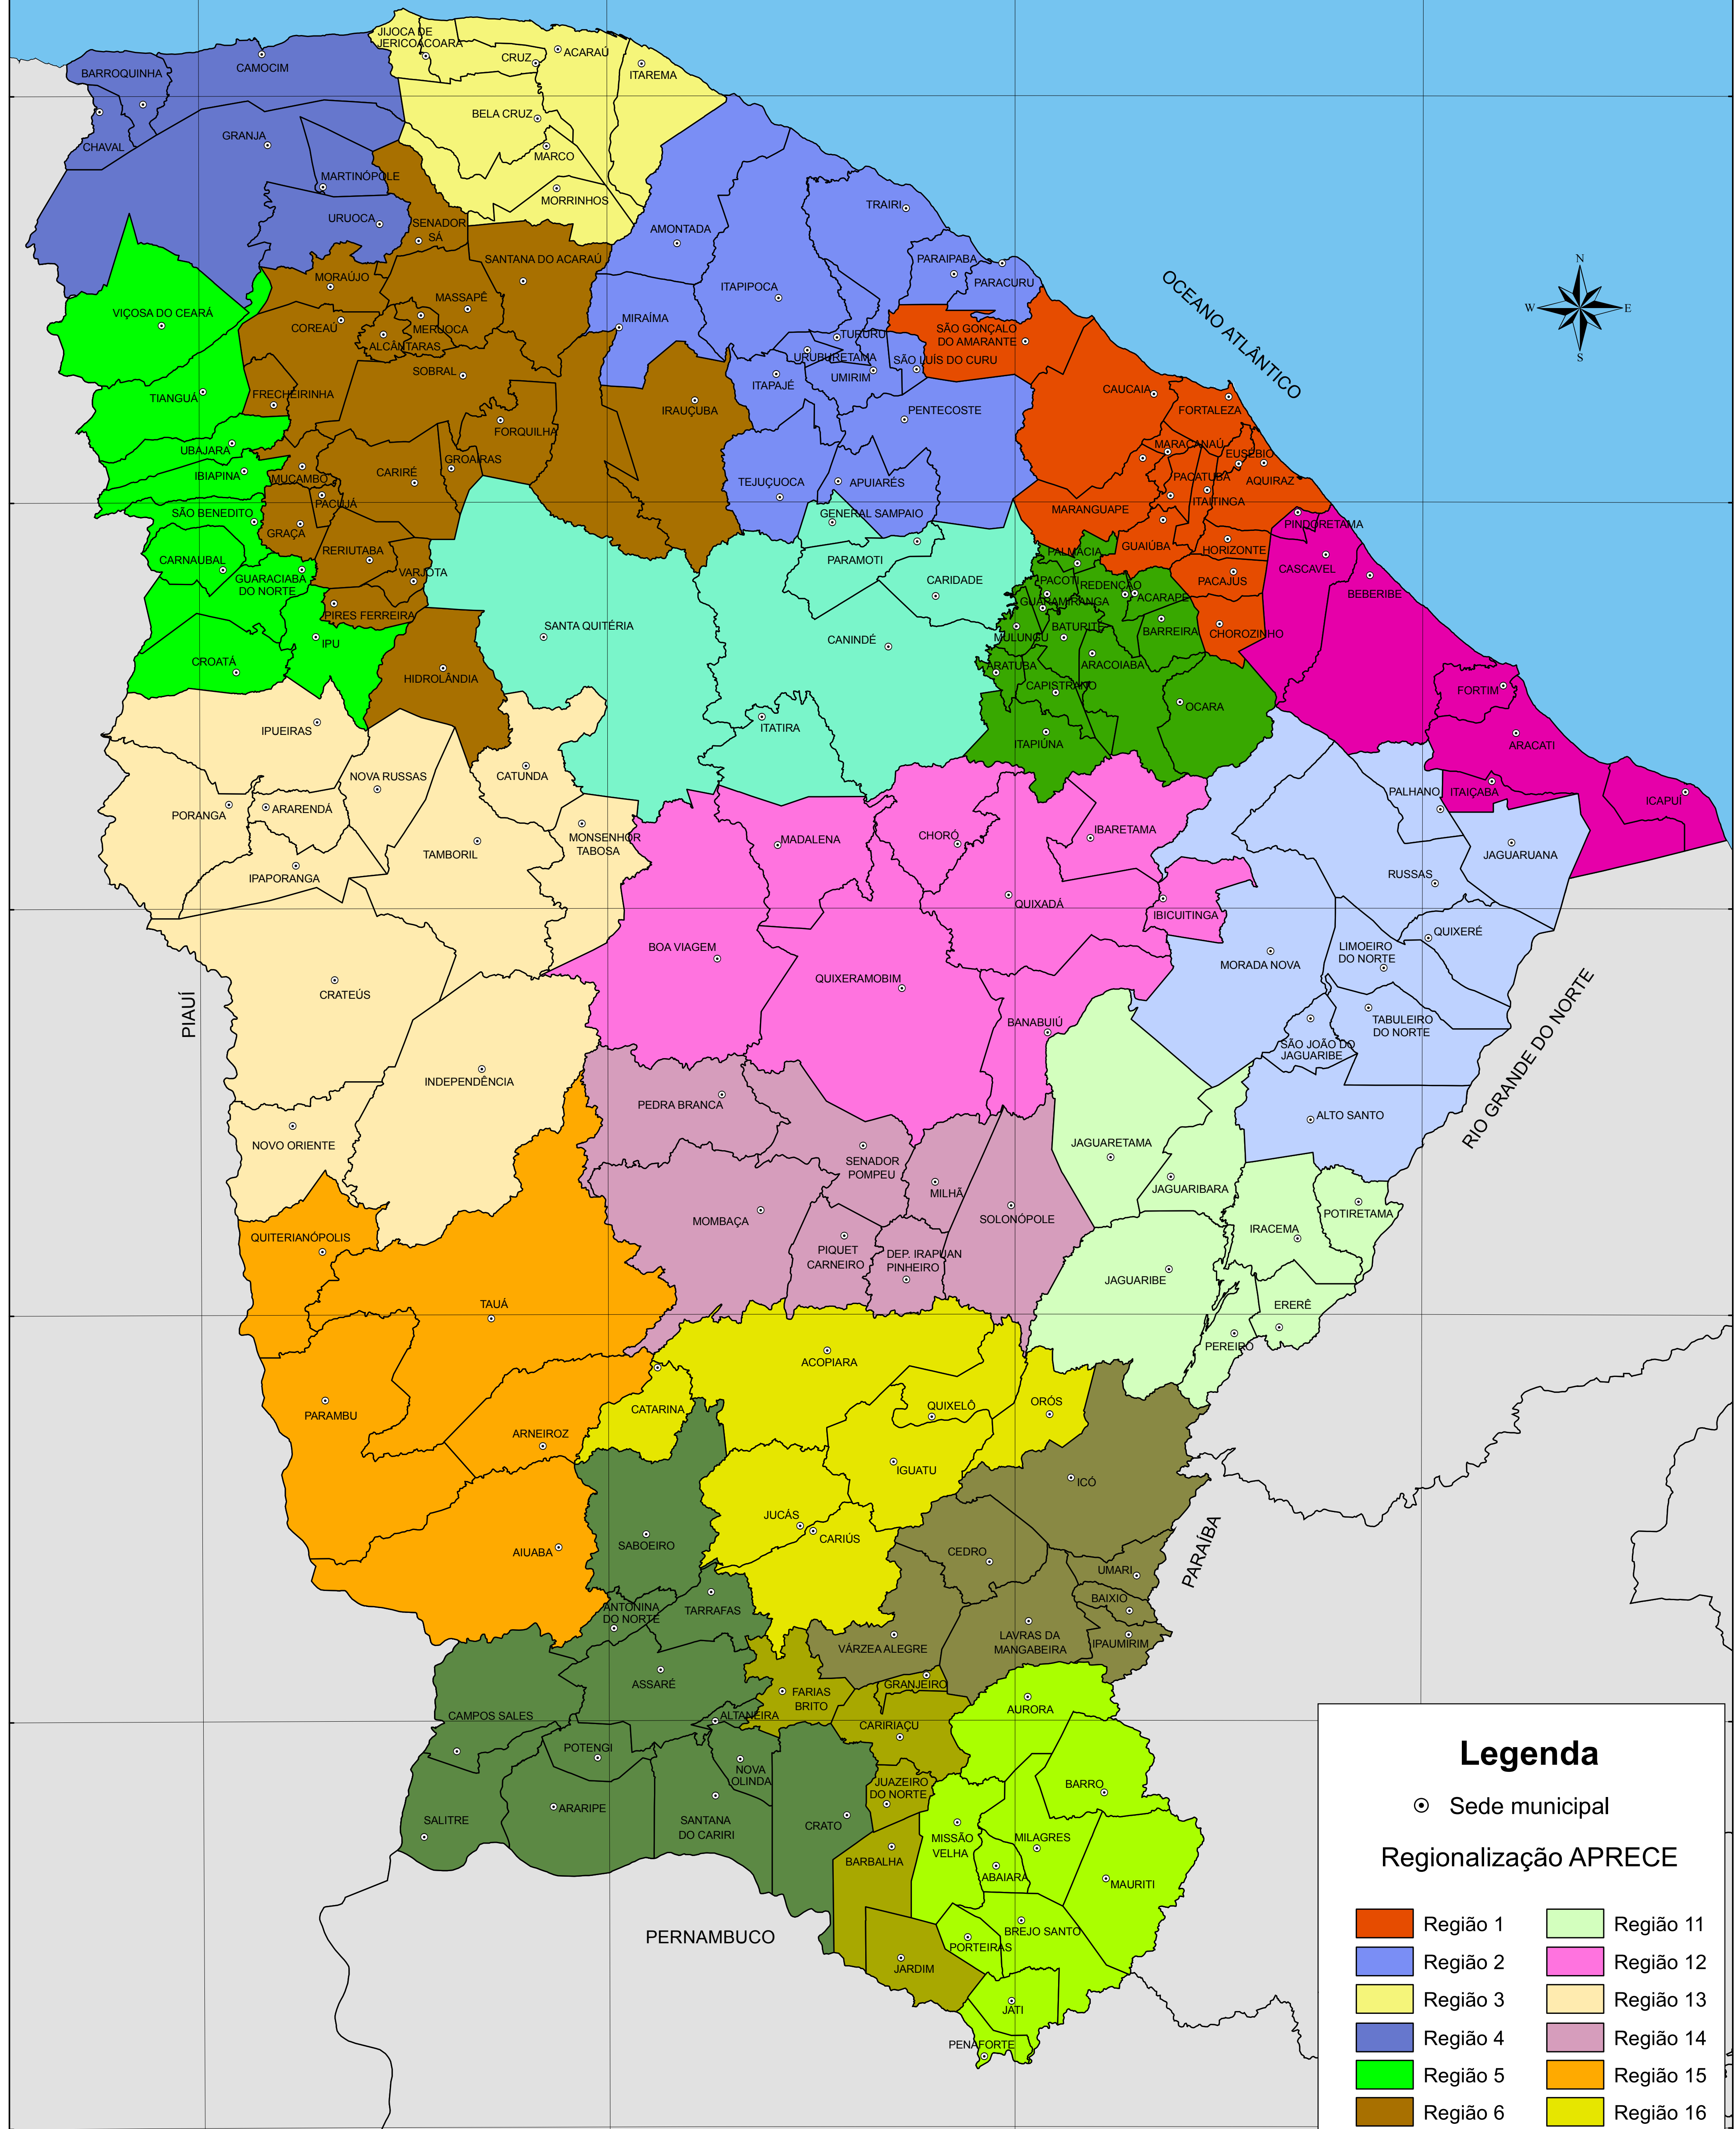 JIJOCA DE
JERICOACOARA
CRUZ
ACARAÚ
ITAREMA
BARROQUINHA
CAMOCIM
BELA CRUZ
CHAVAL
GRANJA
MARCO
MARTINÓPOLE
MORRINHOS
URUOCA
SENADOR
SÁ
TRAIRI
AMONTADA
SANTANA DO ACARAÚ
PARAIPABA
PARACURU
MORAÚJO
ITAPIPOCA
MASSAPÊ
VIÇOSA DO CEARÁ
MIRAÍMA
COREAÚ
MERUOCA
ALCÂNTARAS
TURURU
URUBURETAMA
SÃO GONÇALO
DO AMARANTE
SÃO LUÍS DO CURU
SOBRAL
ITAPAJÉ
UMIRIM
OCEANO ATLÂNTICO
N
W
E
S
CAUCAIA
FORTALEZA
TIANGUÁ
FRECHEIRINHA
IRAUÇUBA
PENTECOSTE
FORQUILHA
UBAJARA
MARACANAÚ
EUSÉBIO
GROAÍRAS
IBIAPINA
MUCAMBO
CARIRÉ
TEJUÇUOCA
APUIARÉS
PACATUBA
AQUIRAZ
ITAITINGA
PACUJÁ
SÃO BENEDITO
GRAÇA
GENERAL SAMPAIO
MARANGUAPE
PINDORETAMA
RERIUTABA
CARNAUBAL
PARAMOTI
GUAIÚBA
HORIZONTE
PALMÁCIA
VARJOTA
GUARACIABA
DO NORTE
CARIDADE
PACOTI
REDENÇÃO
PACAJUS
CASCAVEL
BEBERIBE
GUARAMIRANGA
ACARAPE
PIRES FERREIRA
SANTA QUITÉRIA
CANINDÉ
MULUNGU
BATURITÉ
BARREIRA
CHOROZINHO
IPU
CROATÁ
HIDROLÂNDIA
ARATUBA
ARACOIABA
CAPISTRANO
OCARA
FORTIM
IPUEIRAS
ITATIRA
ITAPIÚNA
ARACATI
NOVA RUSSAS
CATUNDA
PORANGA
ARARENDÁ
PALHANO
ITAIÇABA
ICAPUÍ
TAMBORIL
MONSENHOR
TABOSA
MADALENA
CHORÓ
IBARETAMA
JAGUARUANA
IPAPORANGA
RUSSAS
QUIXADÁ
IBICUITINGA
BOA VIAGEM
QUIXERÉ
LIMOEIRO
DO NORTE
MORADA NOVA
CRATEÚS
QUIXERAMOBIM
PIAUÍ
BANABUIÚ
TABULEIRO
DO NORTE
SÃO JOÃO DO
JAGUARIBE
RIO GRANDE DO NORTE
INDEPENDÊNCIA
PEDRA BRANCA
ALTO SANTO
NOVO ORIENTE
JAGUARETAMA
SENADOR
POMPEU
MILHÃ
JAGUARIBARA
MOMBAÇA
SOLONÓPOLE
POTIRETAMA
IRACEMA
QUITERIANÓPOLIS
PIQUET
CARNEIRO
DEP. IRAPUAN
PINHEIRO
JAGUARIBE
TAUÁ
ERERÊ
PEREIRO
ACOPIARA
PARAMBU
CATARINA
QUIXELÔ
ORÓS
ARNEIROZ
IGUATU
ICÓ
JUCÁS
CARIÚS
SABOEIRO
AIUABA
CEDRO
PARAÍBA
UMARI
ANTONINA
DO NORTE
TARRAFAS
BAIXIO
LAVRAS DA
MANGABEIRA
VÁRZEA ALEGRE
IPAUMIRIM
ASSARÉ
GRANJEIRO
FARIAS
BRITO
AURORA
CAMPOS SALES
ALTANEIRA
CARIRIAÇU
POTENGI
NOVA
OLINDA
JUAZEIRO
DO NORTE
BARRO
ARARIPE
SALITRE
SANTANA
DO CARIRI
CRATO
MISSÃO
VELHA
MILAGRES
BARBALHA
ABAIARA
MAURITI
PERNAMBUCO
BREJO SANTO
PORTEIRAS
JARDIM
JATI
PENAFORTE
Legenda
Sede municipal
Regionalização APRECE
Região 1
Região 11
Região 2
Região 12
Região 3
Região 13
Região 4
Região 14
Região 5
Região 15
Região 6
Região 16